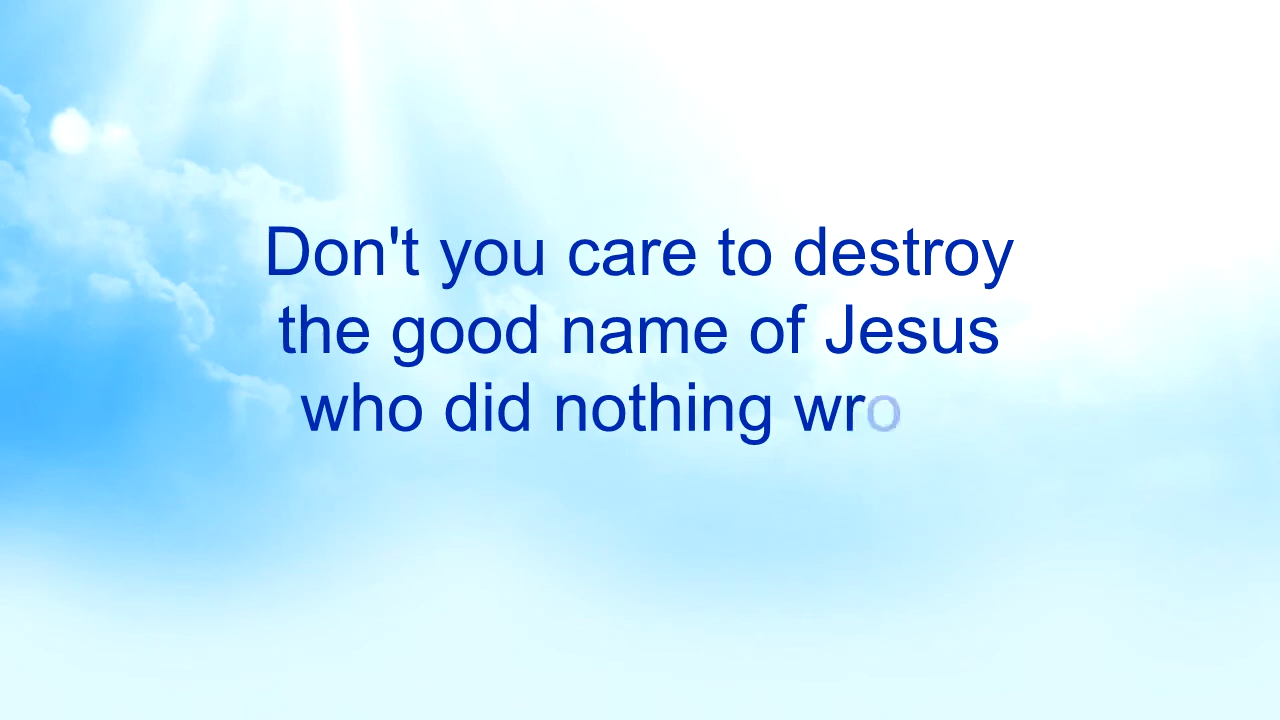 Don't you care to destroy
the good name of Jesus
who did nothing wro